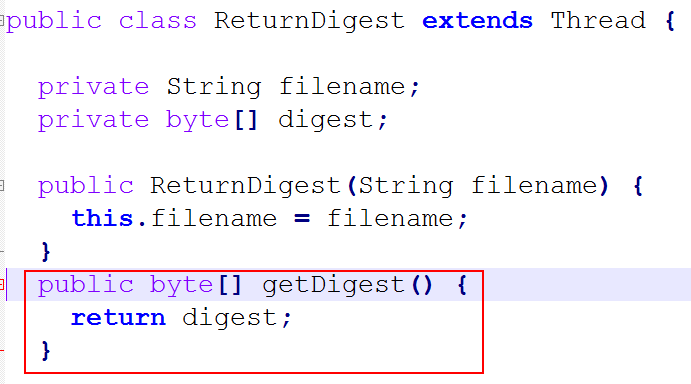 public class ReturnDigest extends Thread {
private String filename;
private byte[] digest;
public ReturnDigest(String filename) {
this.filename = filename;
}
public byte[] getDigest() {
return digest;
}